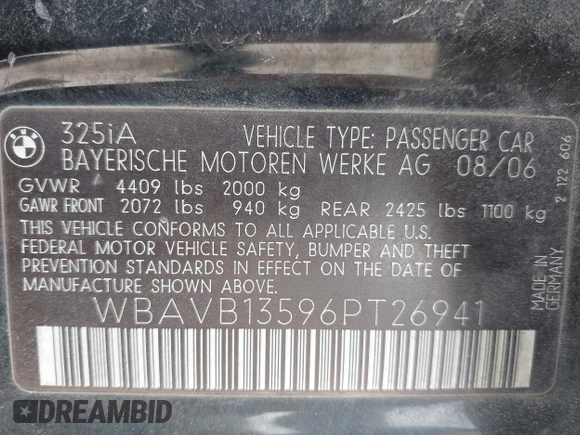 BMW
325iA VEHICLE TYPE: PASSENGER CAR
BAYERISCHE MOTOREN WERKE AG 08/06
GVWR 4409 lbs 2000 kg
GAWR FRONT 2072 lbs 940 kg REAR 2425 lbs 1100 kg
THIS VEHICLE CONFORMS TO ALL APPLICABLE U.S.
FEDERAL MOTOR VEHICLE SAFETY, BUMPER AND THEFT
PREVENTION STANDARDS IN EFFECT ON THE DATE OF
MANUFACTURE SHOWN ABOVE.
WBAVB13596PT26941
2 122 606
MADE IN
GERMANY
DREAMBID